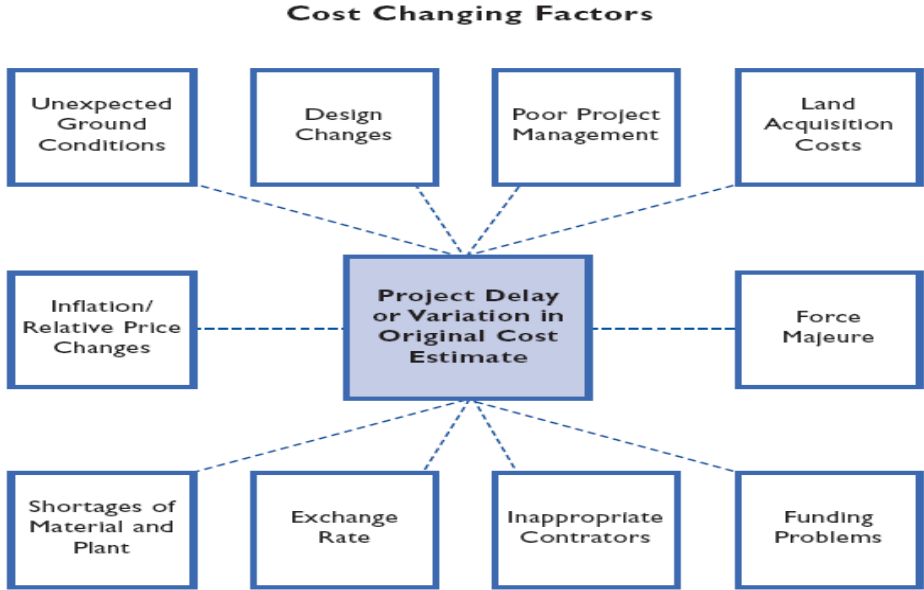 Cost Changing Factors
Unexpected
Ground
Conditions
Design
Changes
Poor Project
Management
Land
Acquisition
Costs
Inflation/
Relative Price
Changes
Project Delay
or Variation in
Original Cost
Estimate
Force
Majeure
Shortages of
Material and
Plant
Exchange
Rate
Inappropriate
Contrators
Funding
Problems